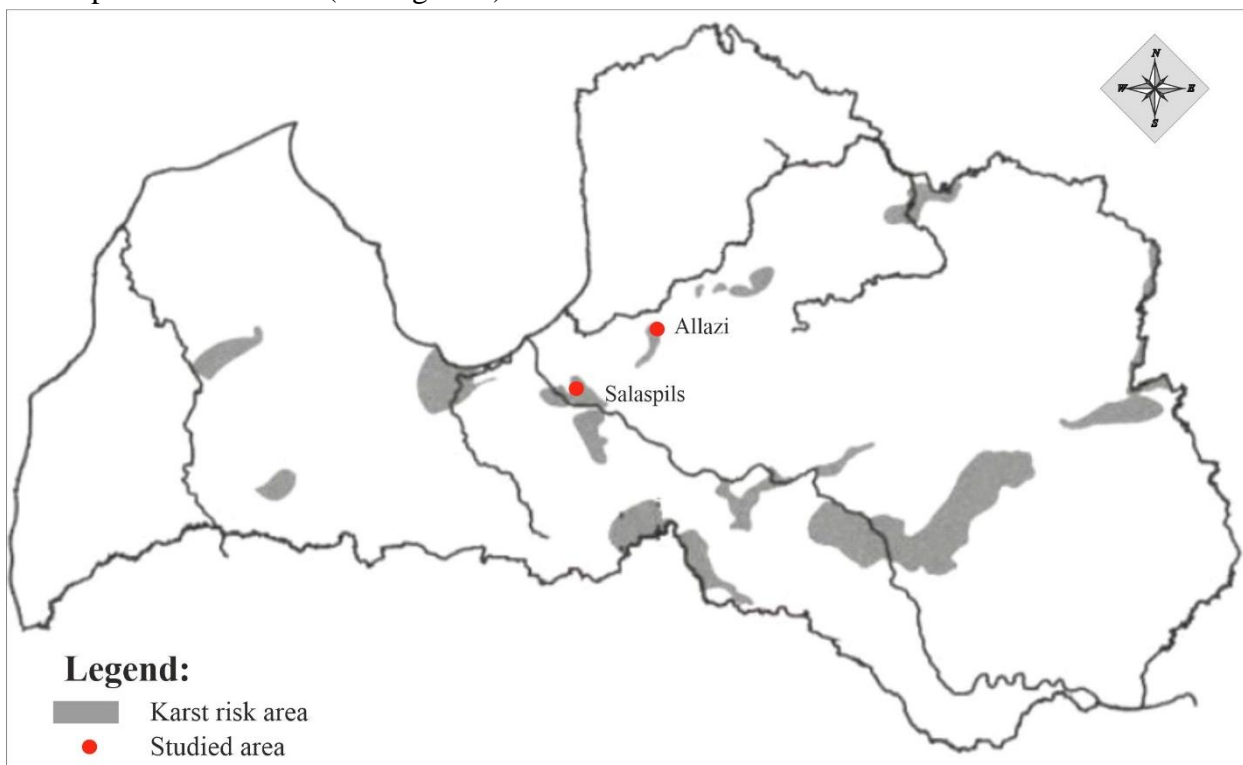 N
W E
S
Allazi
Salaspils
Legend:
Karst risk area
Studied area